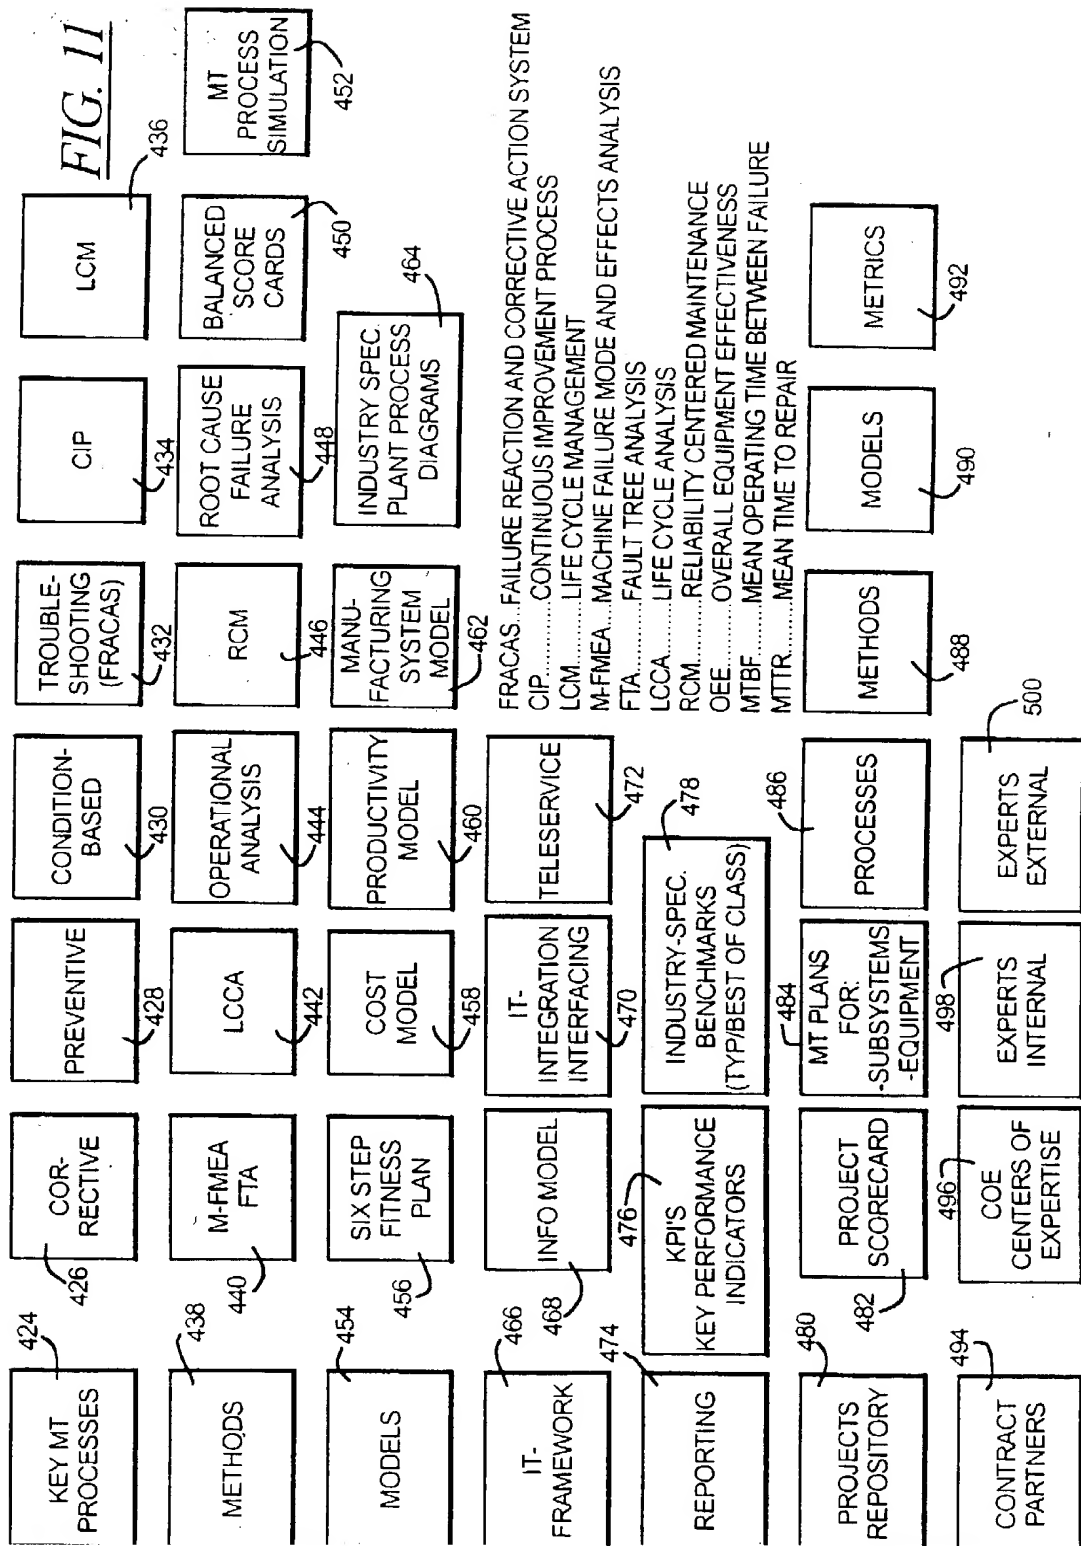 FIG. 11
KEY MT
PROCESSES
424
COR-
RECTIVE
426
PREVENTIVE
428
CONDITION-
BASED
430
TROUBLE-
SHOOTING
(FRACAS)
432
CIP
434
LCM
436
METHODS
438
M-FMEA
FTA
440
LCCA
442
OPERATIONAL
ANALYSIS
444
RCM
446
ROOT CAUSE
FAILURE
ANALYSIS
448
BALANCED
SCORE
CARDS
450
MT
PROCESS
SIMULATION
452
MODELS
454
SIX STEP
FITNESS
PLAN
456
COST
MODEL
458
PRODUCTIVITY
MODEL
460
MANU-
FACTURING
SYSTEM
MODEL
462
INDUSTRY SPEC.
PLANT PROCESS
DIAGRAMS
464
IT-
FRAMEWORK
466
INFO MODEL
468
IT-
INTEGRATION
INTERFACING
470
TELESERVICE
472
FRACAS...FAILURE REACTION AND CORRECTIVE ACTION SYSTEM
CIP.........CONTINUOUS IMPROVEMENT PROCESS
LCM.......LIFE CYCLE MANAGEMENT
M-FMEA...MACHINE FAILURE MODE AND EFFECTS ANALYSIS
FTA........FAULT TREE ANALYSIS
LCCA......LIFE CYCLE ANALYSIS
RCM.......RELIABILITY CENTERED MAINTENANCE
OEE.......OVERALL EQUIPMENT EFFECTIVENESS
MTBF.....MEAN OPERATING TIME BETWEEN FAILURE
MTTR.....MEAN TIME TO REPAIR
REPORTING
474
KPI'S
KEY PERFORMANCE
INDICATORS
476
INDUSTRY-SPEC.
BENCHMARKS
(TYP/BEST OF CLASS)
478
PROJECTS
REPOSITORY
480
PROJECT
SCORECARD
482
MT PLANS
FOR:
-SUBSYSTEMS
-EQUIPMENT
484
PROCESSES
486
METHODS
488
MODELS
490
METRICS
492
CONTRACT
PARTNERS
494
COE
CENTERS OF
EXPERTISE
496
EXPERTS
INTERNAL
498
EXPERTS
EXTERNAL
500